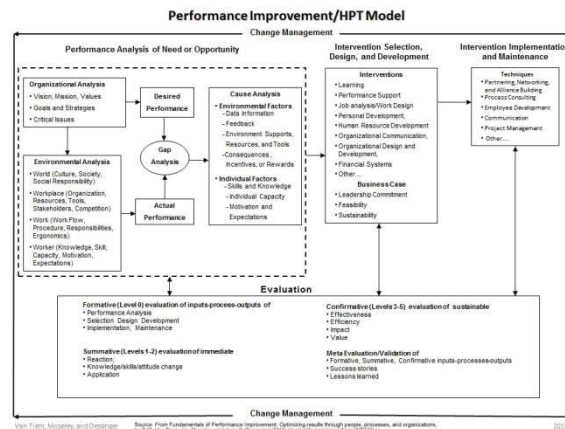 Performance Improvement/HPT Model
Change Management
Performance Analysis of Need or Opportunity
Organizational Analysis
• Vision, Mission, Values
• Goals and Strategies
• Critical Issues
Environmental Analysis
• World (Culture, Society,
Social Responsibility)
• Workplace (Organization,
Resources, Tools,
Stakeholders, Competition)
• Work (Work Flow,
Procedure, Responsibilities,
Ergonomics)
• Worker (Knowledge, Skill,
Capacity, Motivation,
Expectations)
Desired
Performance
Gap
Analysis
Actual
Performance
Cause Analysis
• Environmental Factors
– Data Information
– Feedback
– Environment Supports,
Resources, and Tools
–Consequences,
Incentives, or Rewards
• Individual Factors
– Skills and Knowledge
– Individual Capacity
– Motivation and
Expectations
Intervention Selection,
Design, and Development
Interventions
• Learning
• Performance Support
• Job analysis/Work Design
• Personal Development,
• Human Resource Development
• Organizational Communication,
• Organizational Design and
Development,
• Financial Systems
• Other...
Business Case
• Leadership Commitment
• Feasibility
• Sustainability
Intervention Implementation
and Maintenance
Techniques
• Partnering, Networking,
and Alliance Building
• Process Consulting
• Employee Development
• Communication
• Project Management
• Other...
Evaluation
Formative (Level 0) evaluation of inputs-process-outputs of
• Performance Analysis
• Selection Design Development
• Implementation, Maintenance
Summative (Levels 1-2) evaluation of immediate
• Reaction;
• Knowledge/skills/attitude change
• Application
Confirmative (Levels 3-5) evaluation of sustainable
• Effectiveness
• Efficiency
• Impact
• Value
Meta Evaluation/Validation of
• Formative, Summative, Confirmative inputs-processes-outputs
• Success stories
• Lessons learned
Change Management
Van Tiem, Moseley, and Dessinger
Source: From Fundamentals of Performance Improvement: Optimizing results through people, processes, and organizations,